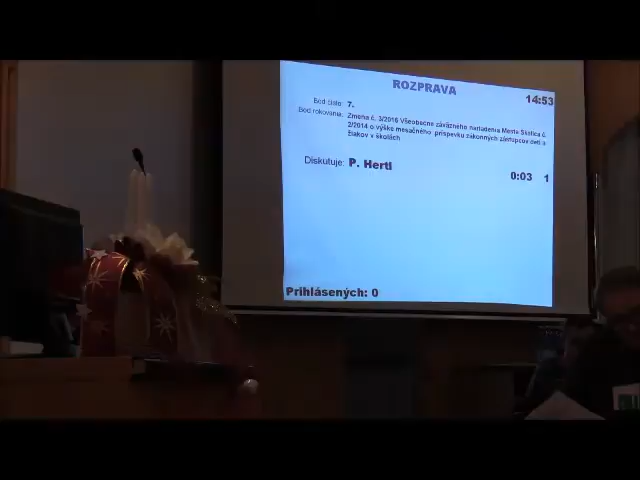 ROZPRAVA
14:53
Bod číslo: 7.
Bod rokovania: Zmena č. 3/2016 Všeobecne záväzného nariadenia Mesta Skalica č.
2/2014 o výške mesačného príspevku zákonných zástupcov detí a
žiakov v školách
Diskutuje: P. Hertl
0:03 1
Prihlásených: 0